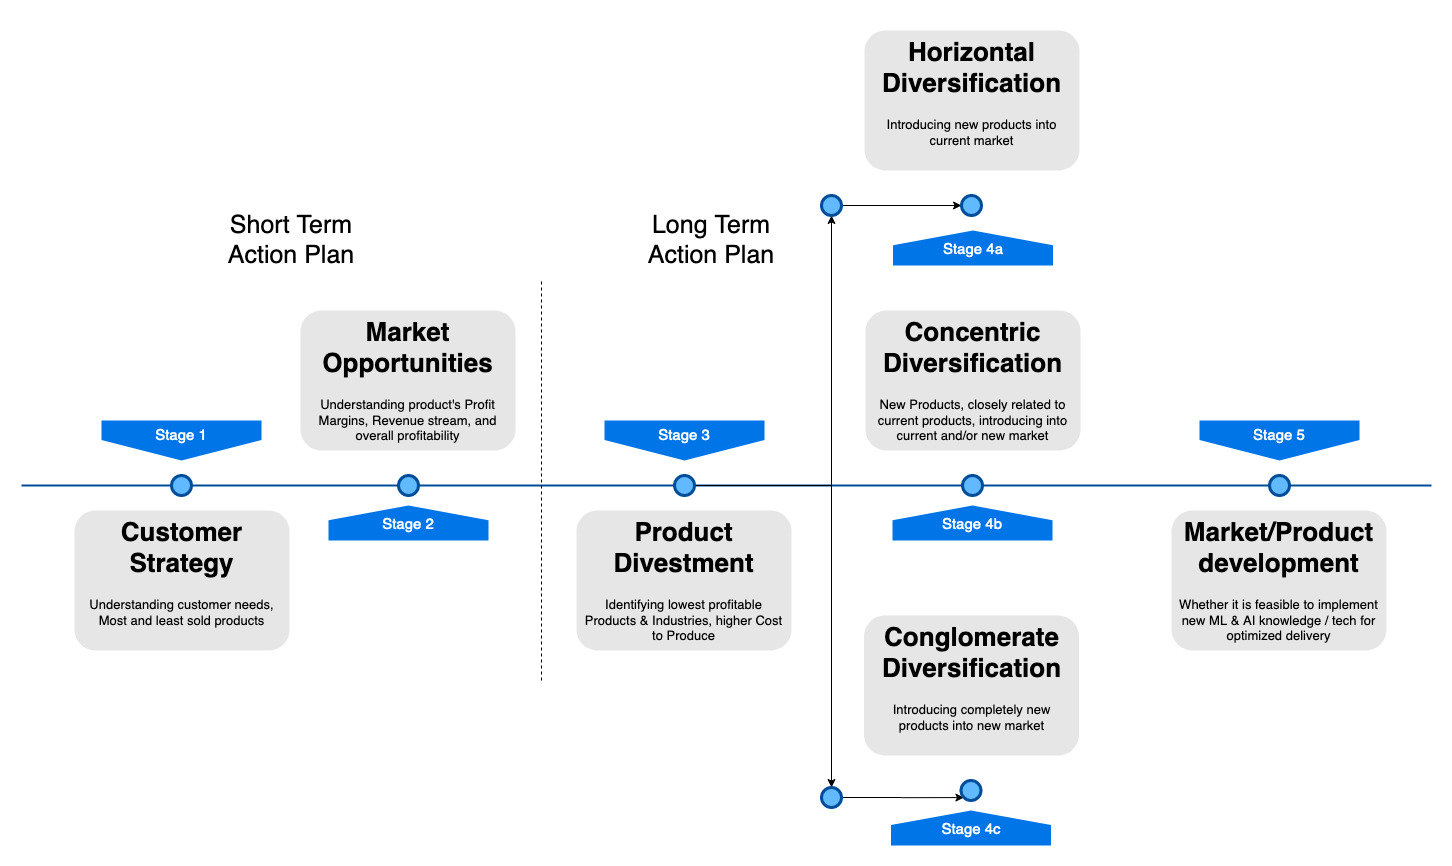 Horizontal
Diversification
Introducing new products into
current market
Short Term
Action Plan
Long Term
Action Plan
Stage 4a
Market
Opportunities
Understanding product's Profit
Margins, Revenue stream, and
overall profitability
Concentric
Diversification
New Products, closely related to
current products, introducing into
current and/or new market
Stage 1
Stage 3
Stage 5
Stage 2
Stage 4b
Customer
Strategy
Understanding customer needs,
Most and least sold products
Product
Divestment
Identifying lowest profitable
Products & Industries, higher Cost
to Produce
Market/Product
development
Whether it is feasible to implement
new ML & AI knowledge / tech for
optimized delivery
Conglomerate
Diversification
Introducing completely new
products into new market
Stage 4c